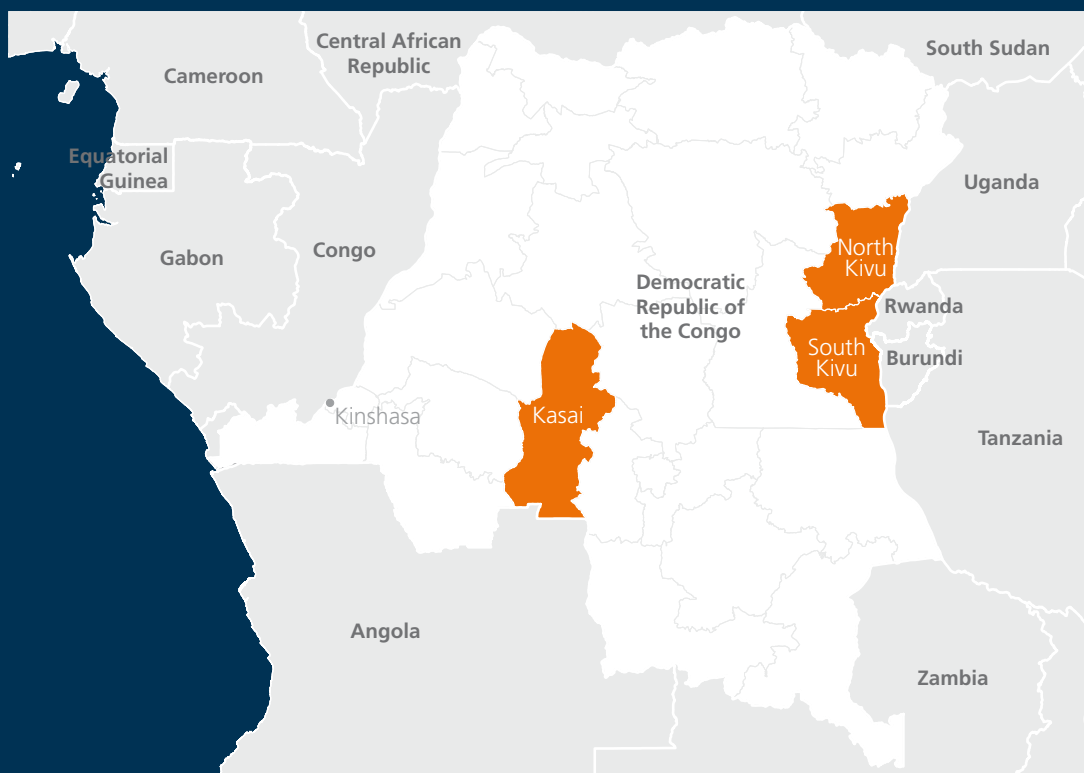 Central African
Republic
South Sudan
Cameroon
Equatorial
Guinea
Uganda
Gabon
Congo
North
Kivu
Democratic
Republic of
the Congo
Rwanda
South
Kivu
Burundi
Kinshasa
Kasai
Tanzania
Angola
Zambia